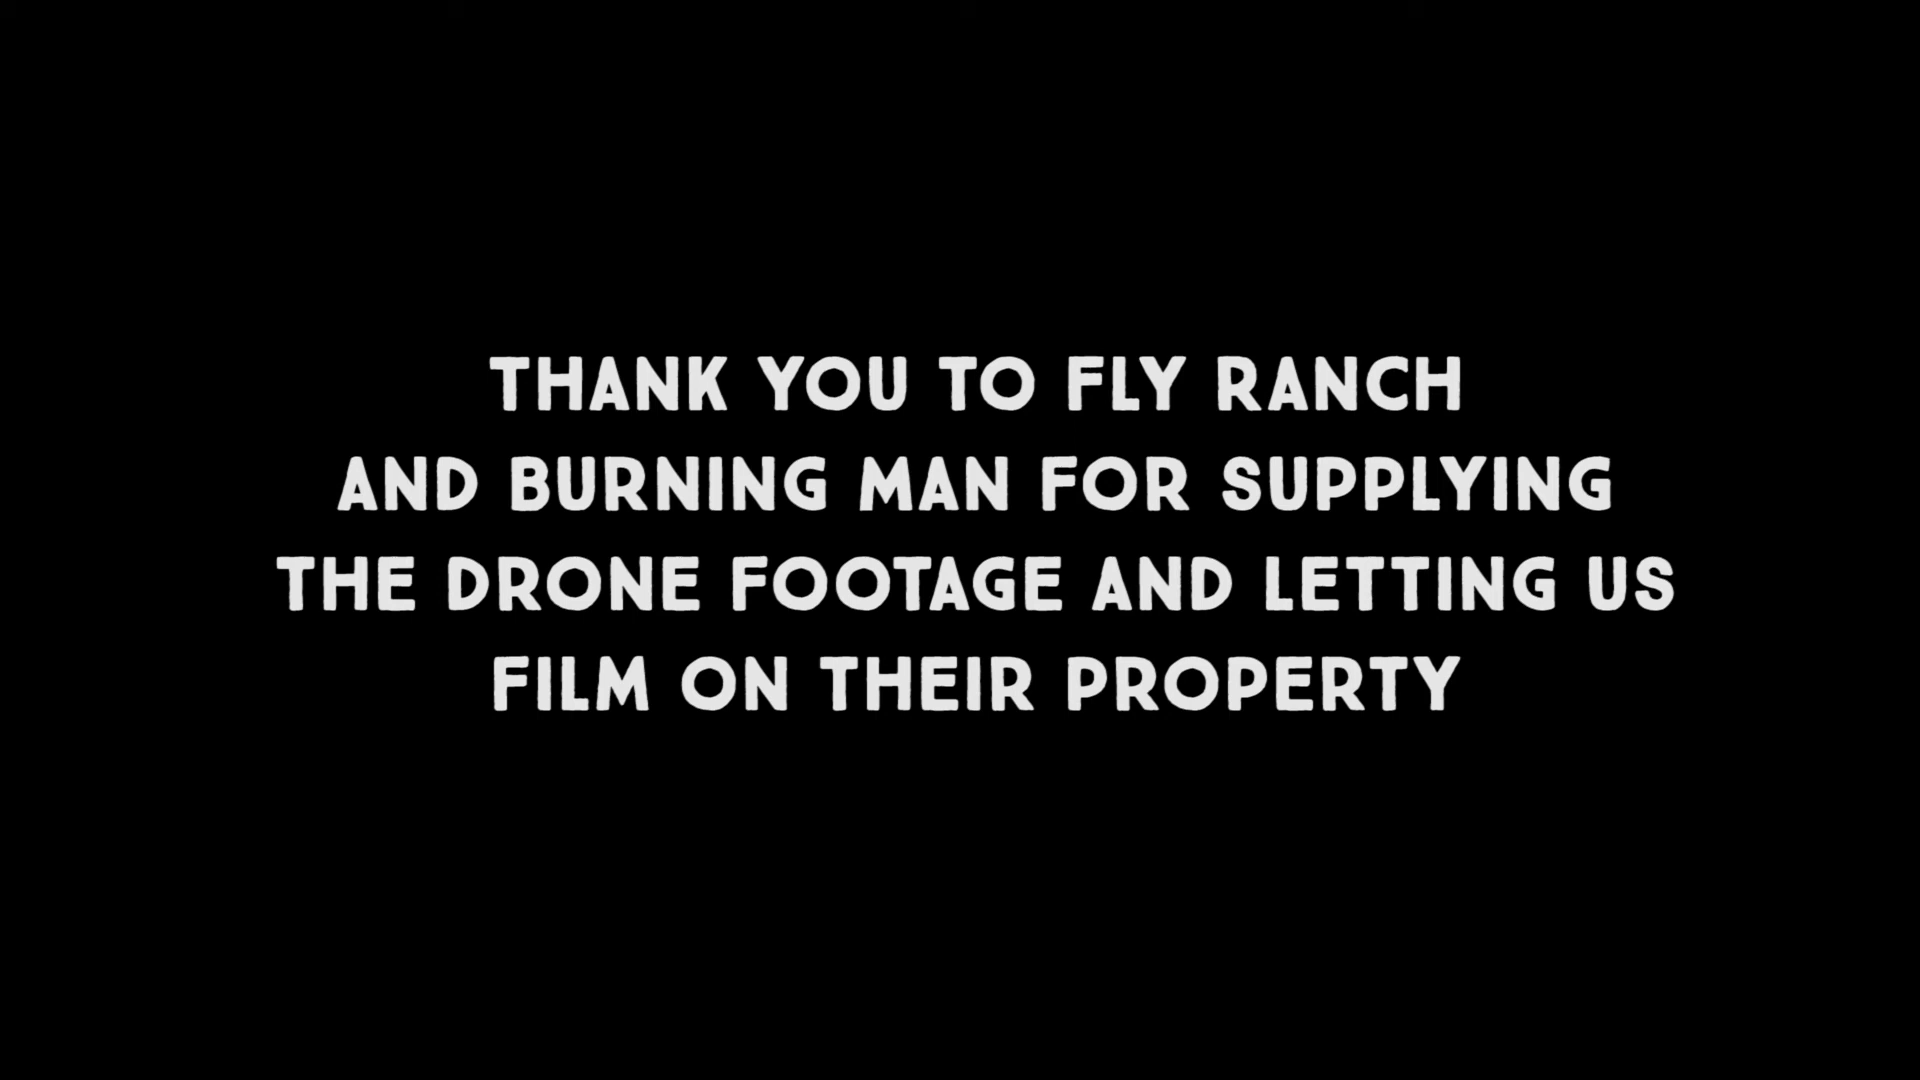 THANK YOU TO FLY RANCH
AND BURNING MAN FOR SUPPLYING
THE DRONE FOOTAGE AND LETTING US
FILM ON THEIR PROPERTY